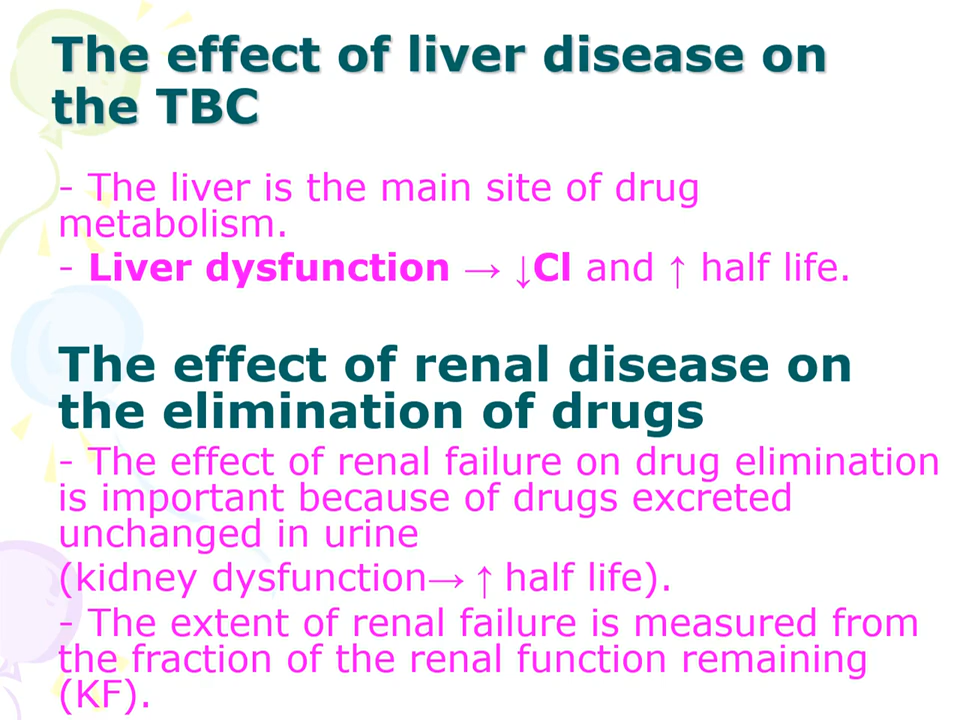 The effect of liver disease on
the TBC
- The liver is the main site of drug
metabolism.
- Liver dysfunction → ↓Cl and ↑ half life.
The effect of renal disease on
the elimination of drugs
- The effect of renal failure on drug elimination
is important because of drugs excreted
unchanged in urine
(kidney dysfunction→ ↑ half life).
- The extent of renal failure is measured from
the fraction of the renal function remaining
(KF).